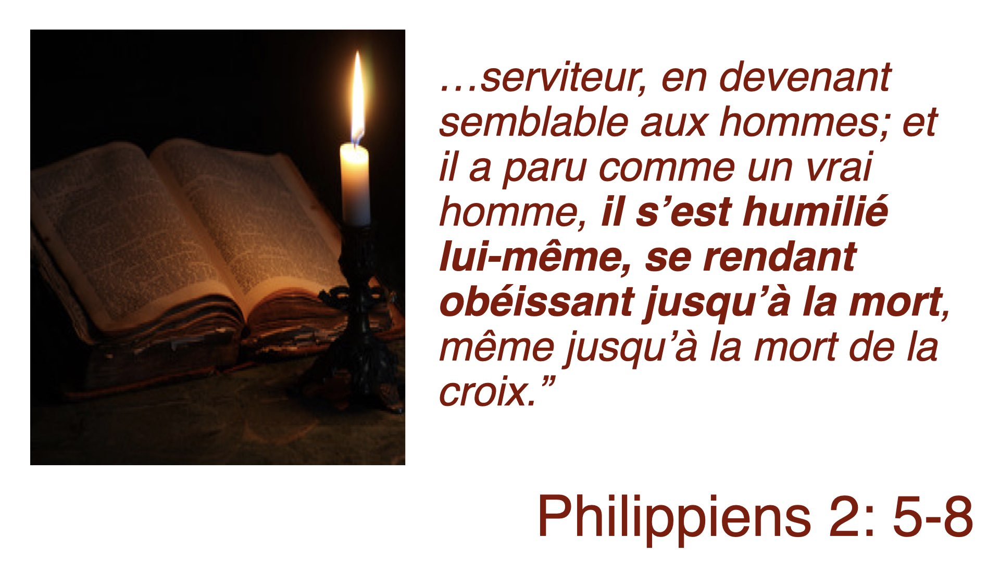 …serviteur, en devenant
semblable aux hommes; et
il a paru comme un vrai
homme, il s’est humilié
lui-même, se rendant
obéissant jusqu’à la mort,
même jusqu’à la mort de la
croix.”
Philippiens 2: 5-8